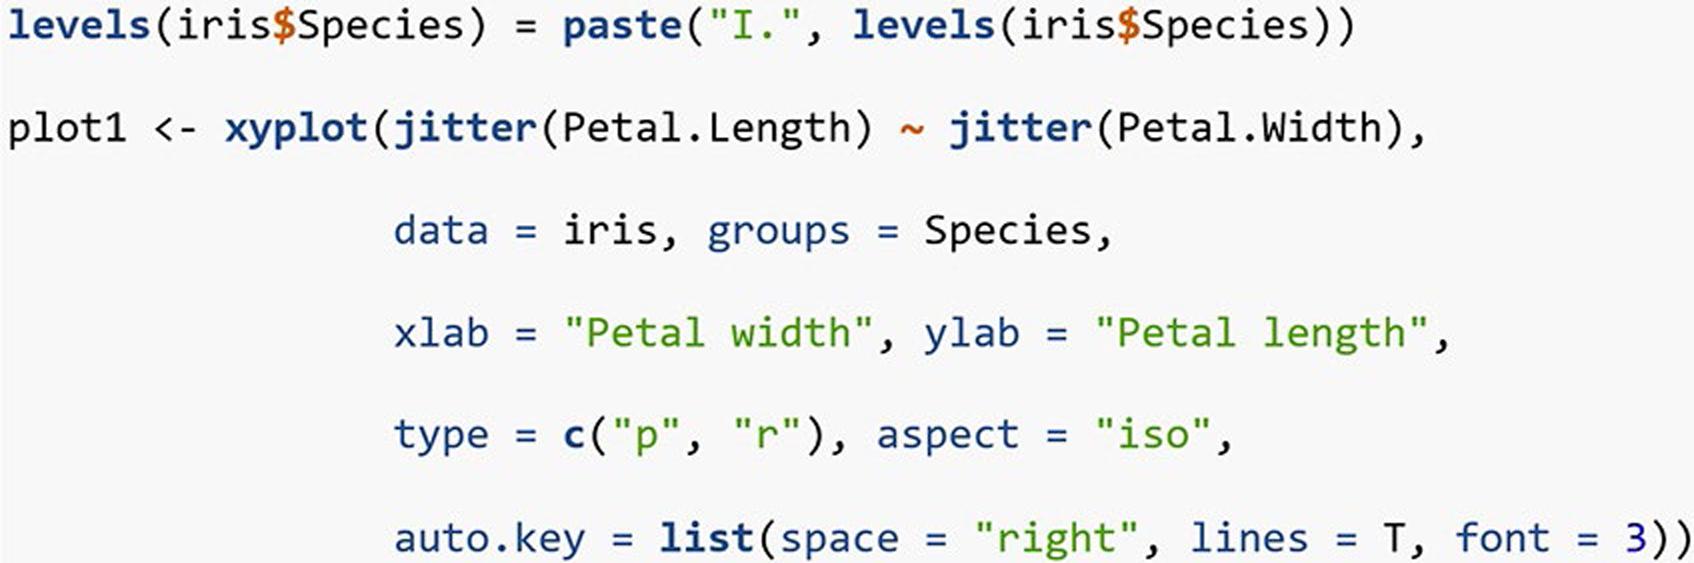 levels(iris$Species) = paste("I.", levels(iris$Species))
plot1 <- xyplot(jitter(Petal.Length) ~ jitter(Petal.Width),
data = iris, groups = Species,
xlab = "Petal width", ylab = "Petal length",
type = c("p", "r"), aspect = "iso",
auto.key = list(space = "right", lines = T, font = 3))